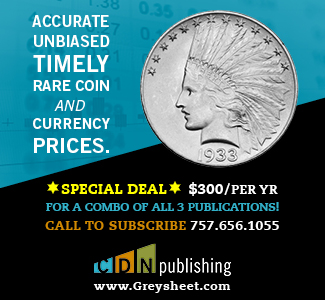 ACCURATE
UNBIASED
TIMELY
RARE COIN
AND
CURRENCY
PRICES.
1933
SPECIAL DEAL $300/PER YR
FOR A COMBO OF ALL 3 PUBLICATIONS!
CALL TO SUBSCRIBE 757.656.1055
CDN publishing
www.Greysheet.com